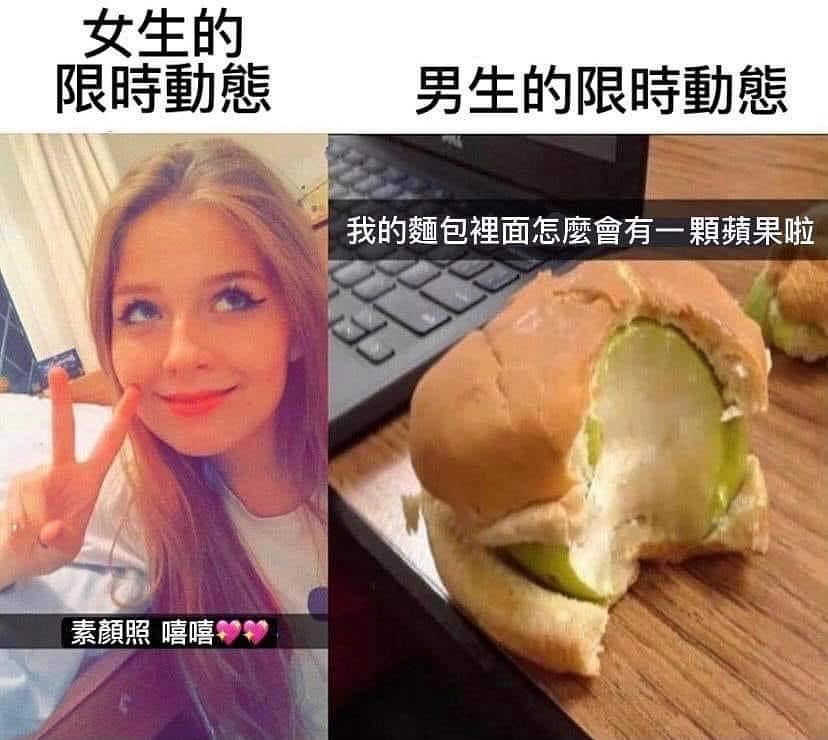 女生的
限時動態
男生的限時動態
我的麵包裡面怎麼會有一顆蘋果啦
素顏照 嘻嘻💖💖